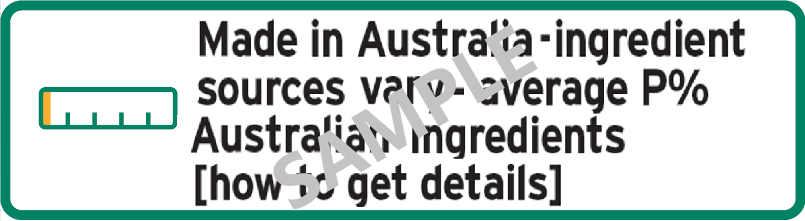 Made in Australia - ingredient
sources vary - average P%
Australian ingredients
[how to get details]
SAMPLE